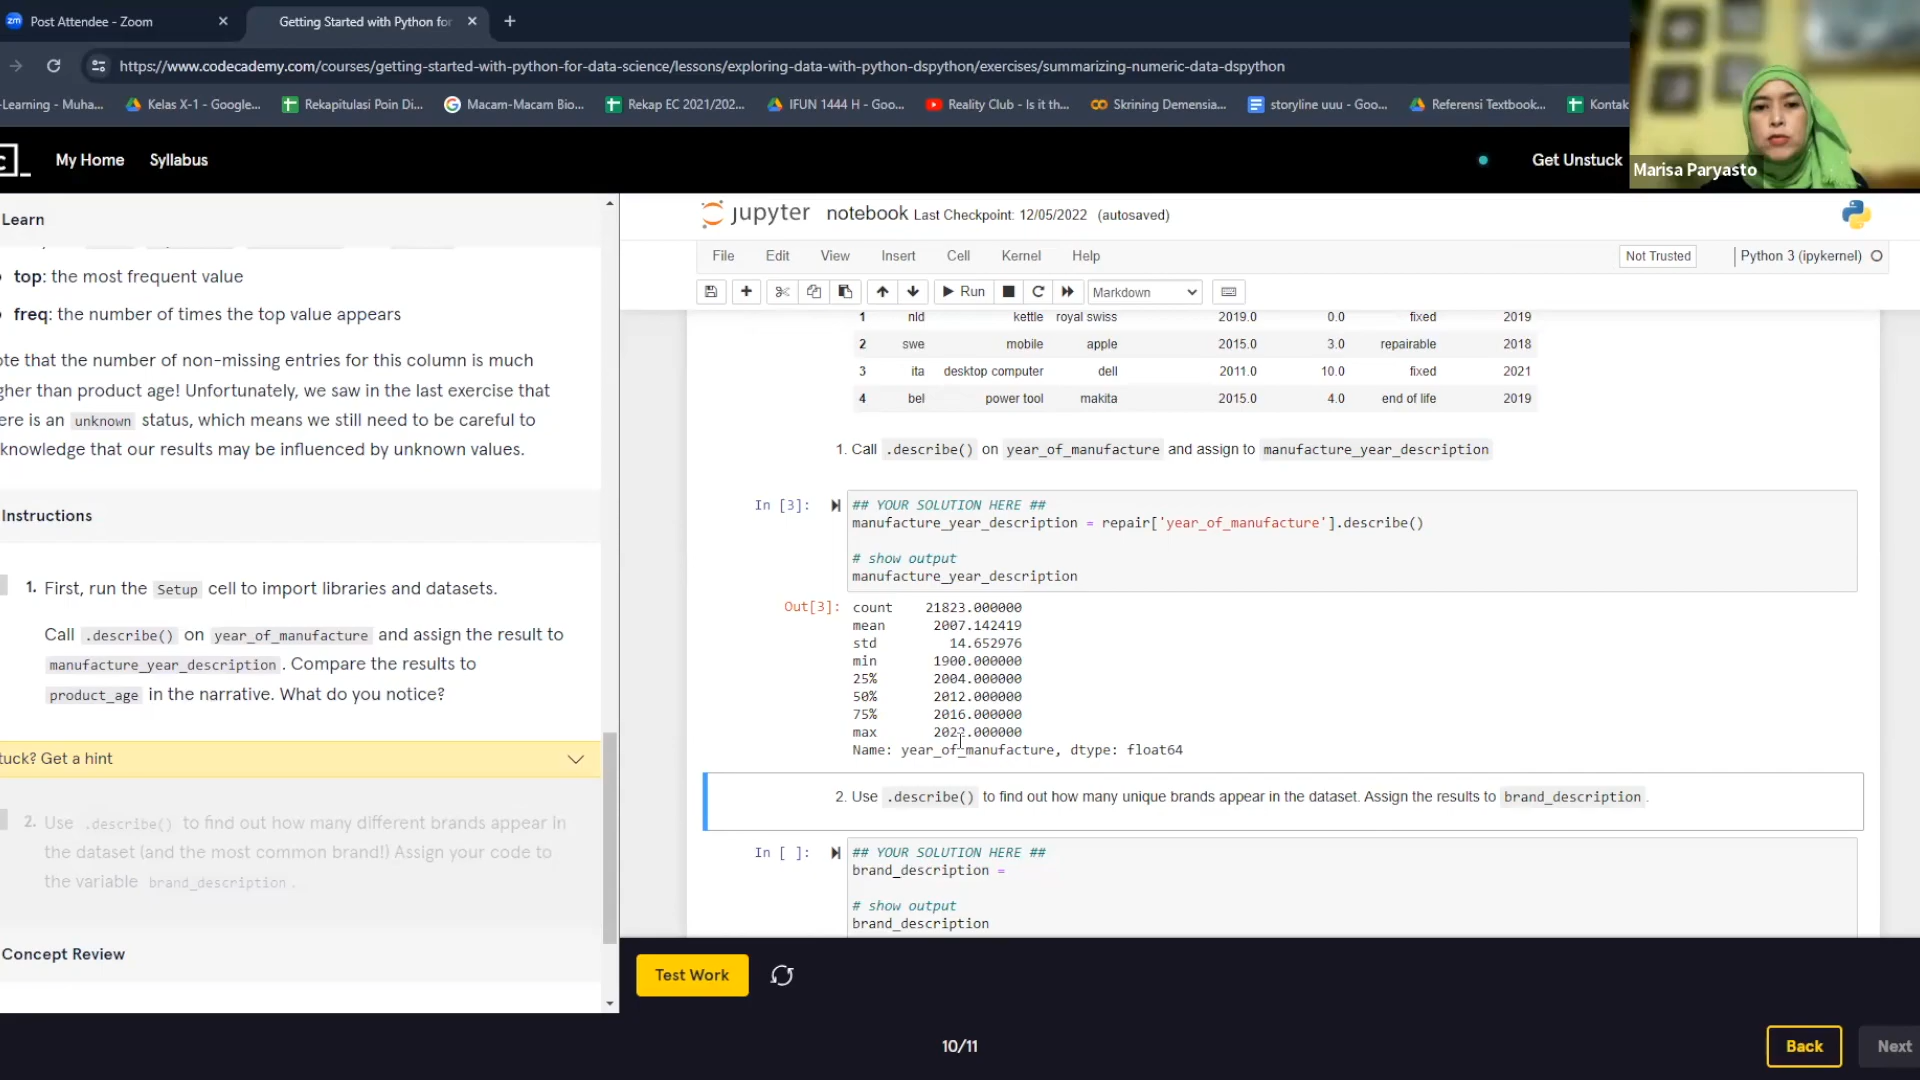 zm Post Attendee - Zoom
Getting Started with Python for
https://www.codecademy.com/courses/getting-started-with-python-for-data-science/lessons/exploring-data-with-python-dspython/exercises/summarizing-numeric-data-dspython
-Learning - Muha...
Kelas X-1 - Google...
Rekapitulasi Poin Di...
Macam-Macam Bio...
Rekap EC 2021/202...
IFUN 1444 H - Goo...
Reality Club - Is it th...
Skrining Demensia...
storyline uuu - Goo...
Referensi Textbook...
Kontak
Marisa Paryasto
My Home
Syllabus
Get Unstuck
Learn
top: the most frequent value
freq: the number of times the top value appears
ote that the number of non-missing entries for this column is much
gher than product age! Unfortunately, we saw in the last exercise that
ere is an unknown status, which means we still need to be careful to
knowledge that our results may be influenced by unknown values.
Instructions
1. First, run the Setup cell to import libraries and datasets.
Call .describe() on year_of_manufacture and assign the result to
manufacture_year_description. Compare the results to
product_age in the narrative. What do you notice?
tuck? Get a hint
2. Use .describe() to find out how many different brands appear in
the dataset (and the most common brand!) Assign your code to
the variable brand_description.
Concept Review
jupyter notebook Last Checkpoint: 12/05/2022 (autosaved)
File Edit View Insert Cell Kernel Help
Not Trusted
Python 3 (ipykernel)
Run
Markdown
1 nld kettle royal swiss 2019.0 0.0 fixed 2019
2 swe mobile apple 2015.0 3.0 repairable 2018
3 ita desktop computer dell 2011.0 10.0 fixed 2021
4 bel power tool makita 2015.0 4.0 end of life 2019
1. Call .describe() on year_of_manufacture and assign to manufacture_year_description
In [3]: ## YOUR SOLUTION HERE ##
manufacture_year_description = repair['year_of_manufacture'].describe()
# show output
manufacture_year_description
Out[3]: count 21823.000000
mean 2007.142419
std 14.652976
min 1900.000000
25% 2004.000000
50% 2012.000000
75% 2016.000000
max 2022.000000
Name: year_of_manufacture, dtype: float64
2. Use .describe() to find out how many unique brands appear in the dataset. Assign the results to brand_description.
In [ ]: ## YOUR SOLUTION HERE ##
brand_description =
# show output
brand_description
Test Work
10/11
Back
Next